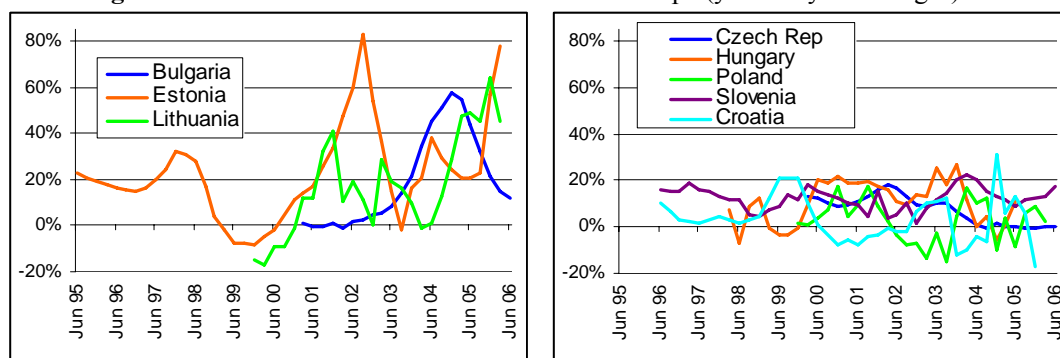 80%
60%
40%
20%
0%
-20%
Bulgaria
Estonia
Lithuania
Jun 95
Jun 96
Jun 97
Jun 98
Jun 99
Jun 00
Jun 01
Jun 02
Jun 03
Jun 04
Jun 05
Jun 06
80%
60%
40%
20%
0%
-20%
Czech Rep
Hungary
Poland
Slovenia
Croatia
Jun 95
Jun 96
Jun 97
Jun 98
Jun 99
Jun 00
Jun 01
Jun 02
Jun 03
Jun 04
Jun 05
Jun 06